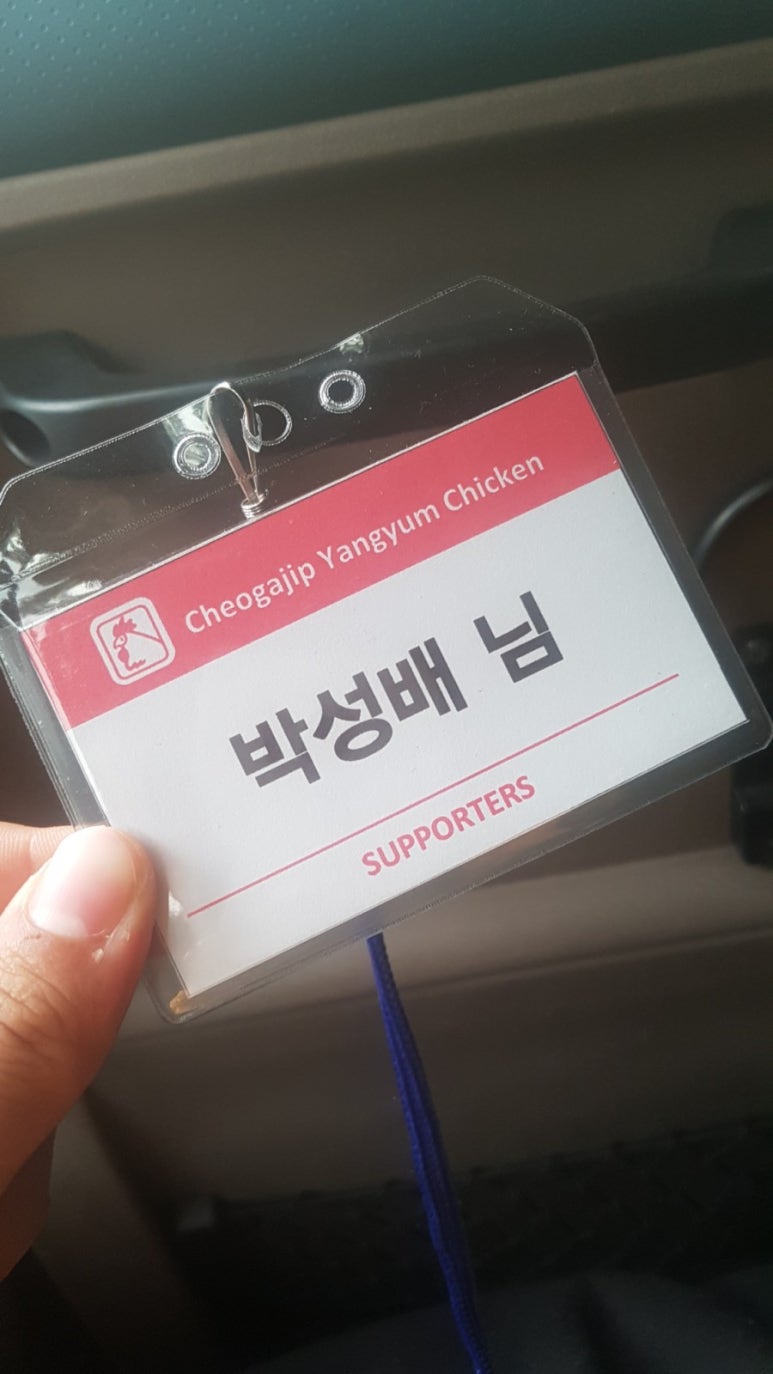 Cheogajip Yangyum Chicken
박성배 님
SUPPORTERS